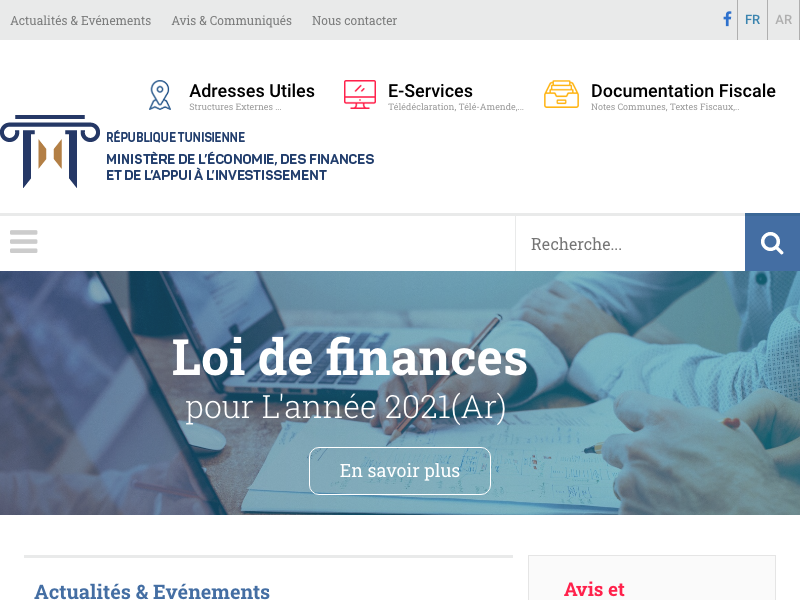 Actualités & Evénements
Avis & Communiqués
Nous contacter
FR
AR
Adresses Utiles
Structures Externes ...
E-Services
Télédéclaration, Télé-Amende,...
Documentation Fiscale
Notes Communes, Textes Fiscaux,..
RÉPUBLIQUE TUNISIENNE
MINISTÈRE DE L'ÉCONOMIE, DES FINANCES
ET DE L'APPUI À L'INVESTISSEMENT
Recherche...
Loi de finances
pour L'année 2021(Ar)
En savoir plus
Actualités & Evénements
Avis et